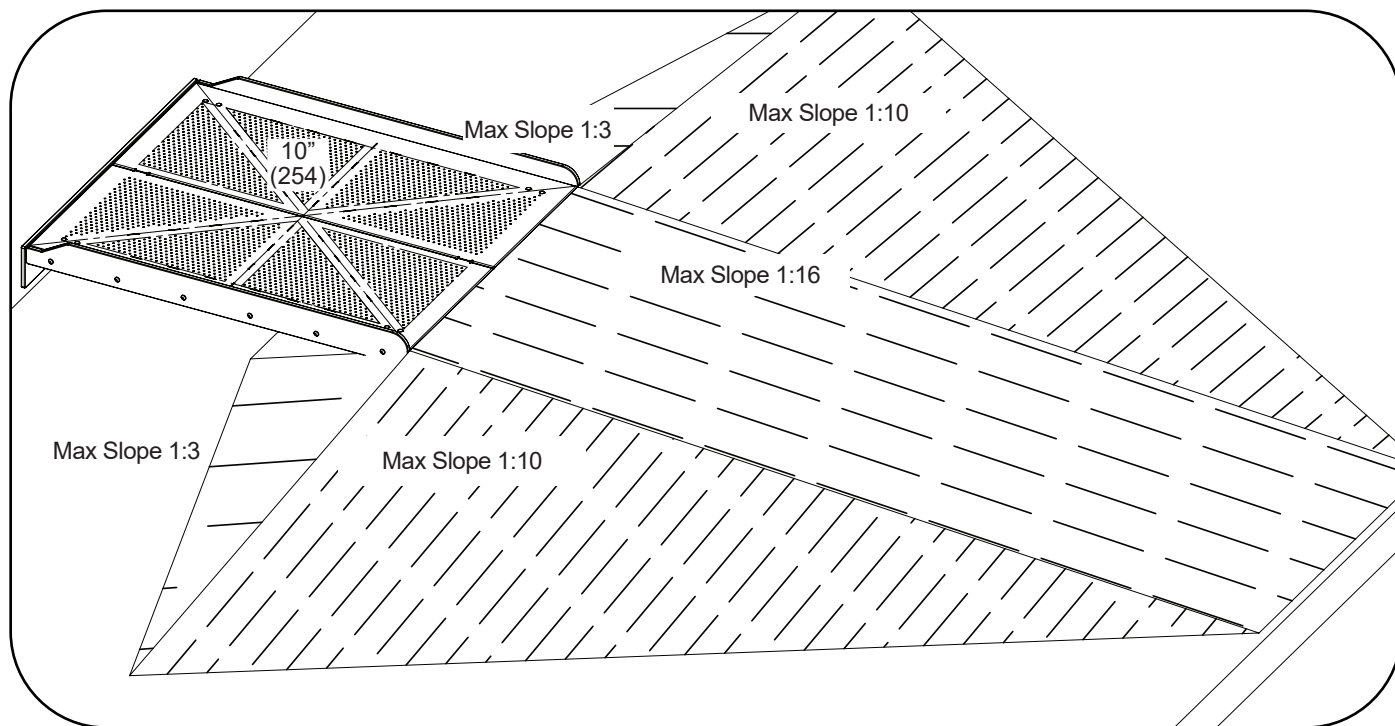 Max Slope 1:10
Max Slope 1:3
10”
(254)
Max Slope 1:16
Max Slope 1:3
Max Slope 1:10